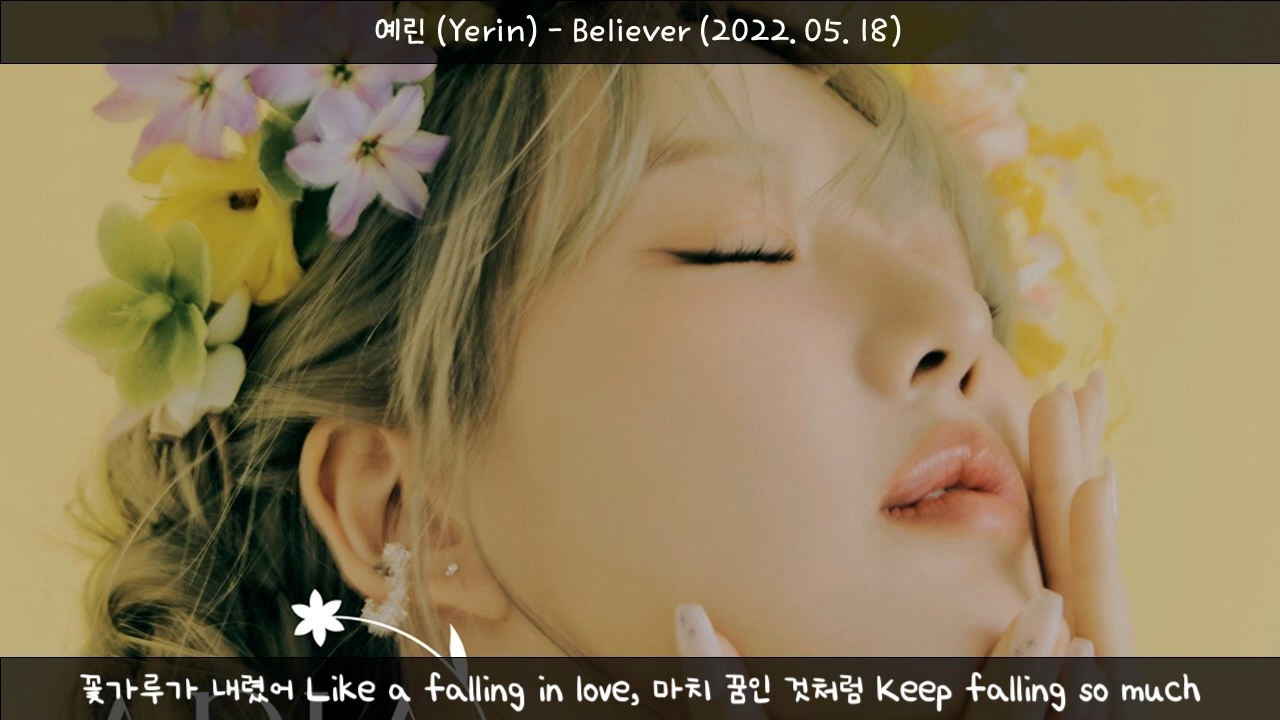 예린 (Yerin) - Believer (2022. 05. 18)
꽃가루가 내렸어 Like a falling in love, 마치 꿈인 것처럼 Keep falling so much